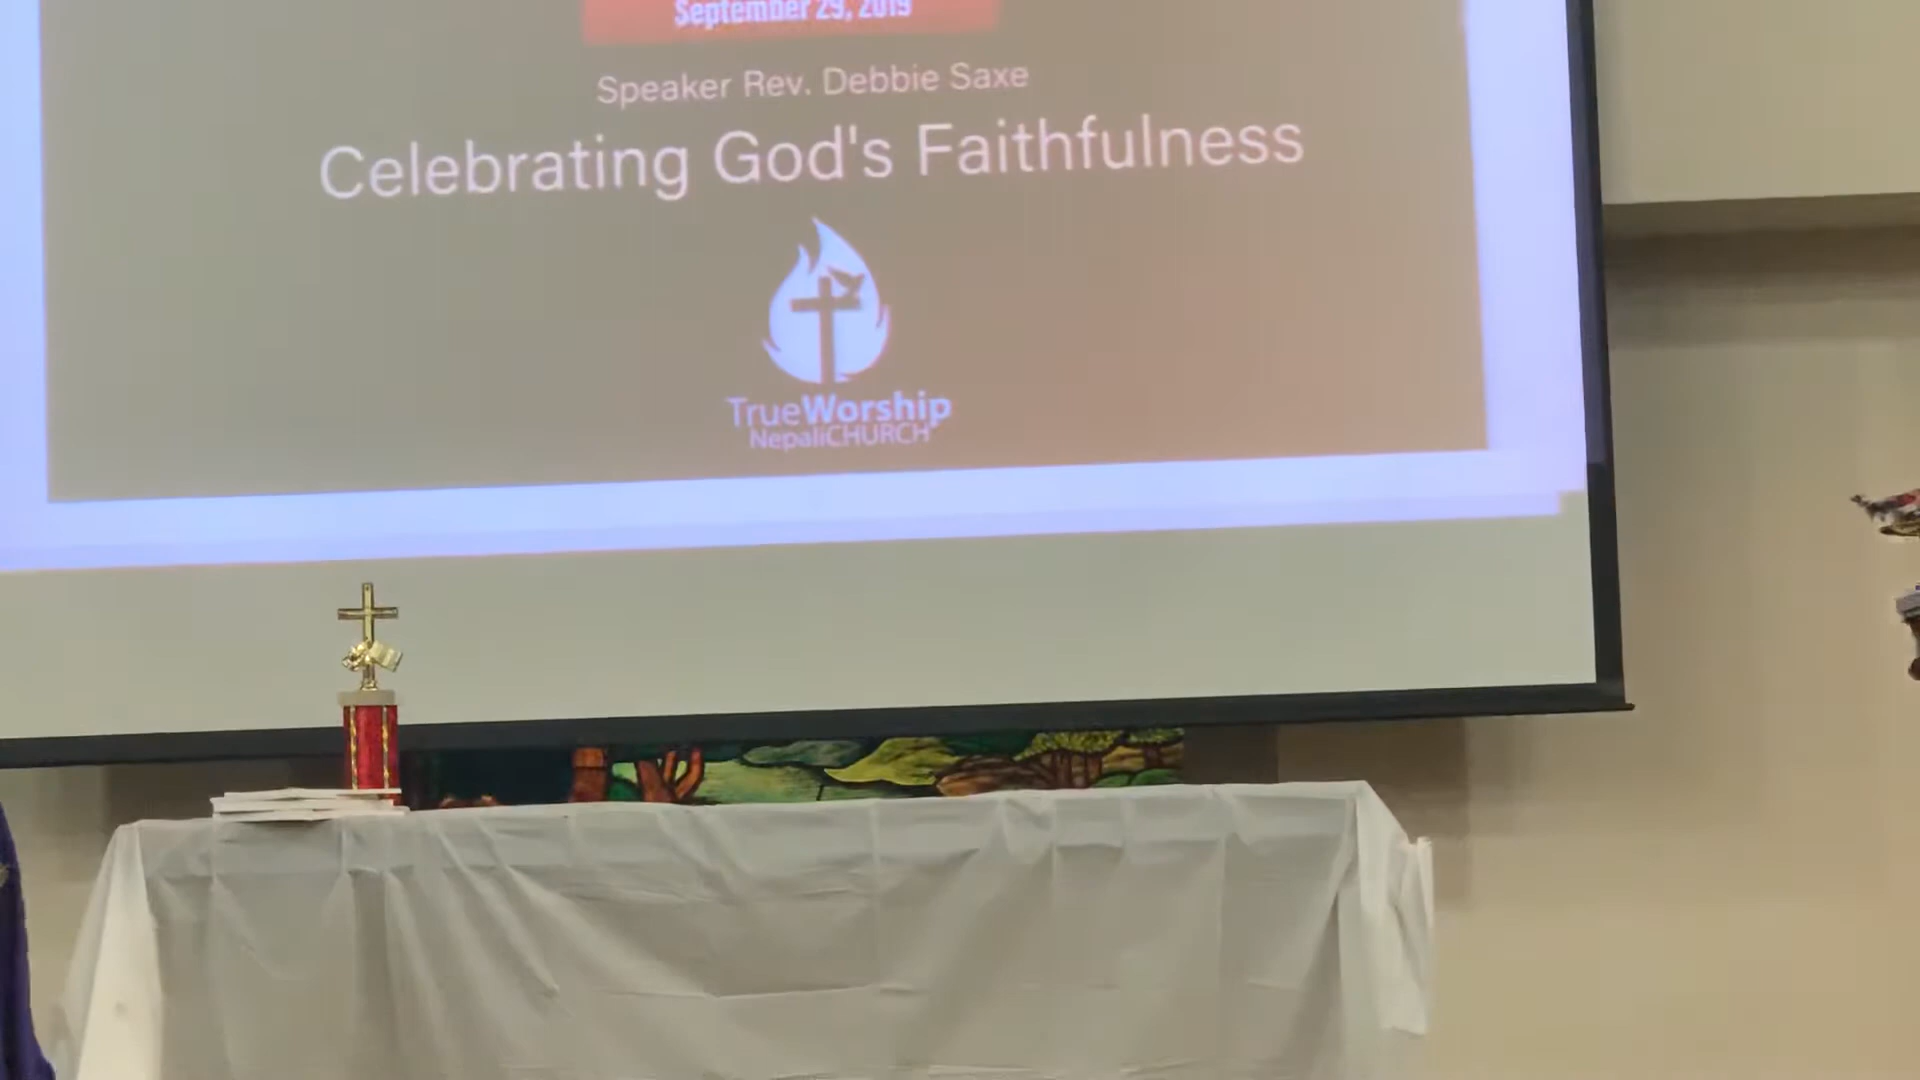 September 29, 2019
Speaker Rev. Debbie Saxe
Celebrating God's Faithfulness
TrueWorship
NepaliCHURCH